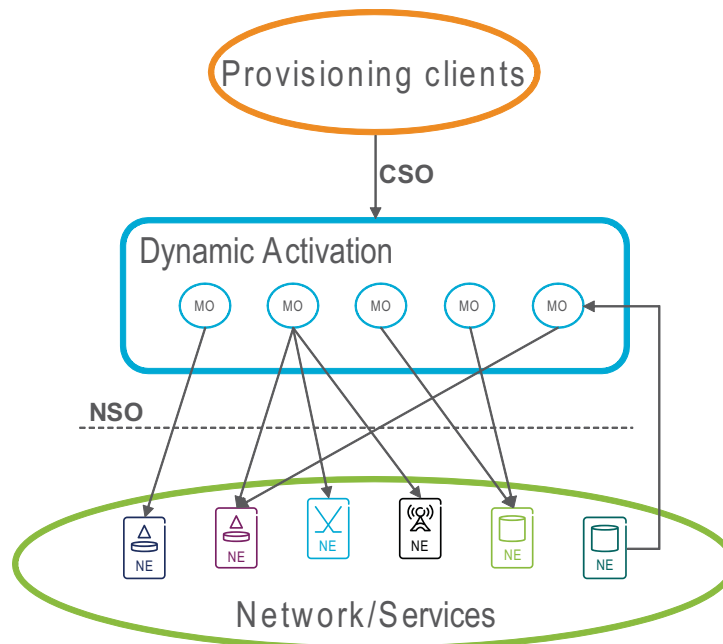 Provisioning clients
CSO
Dynamic Activation
MO MO MO MO MO
NSO
NE NE NE NE NE NE
Network/Services